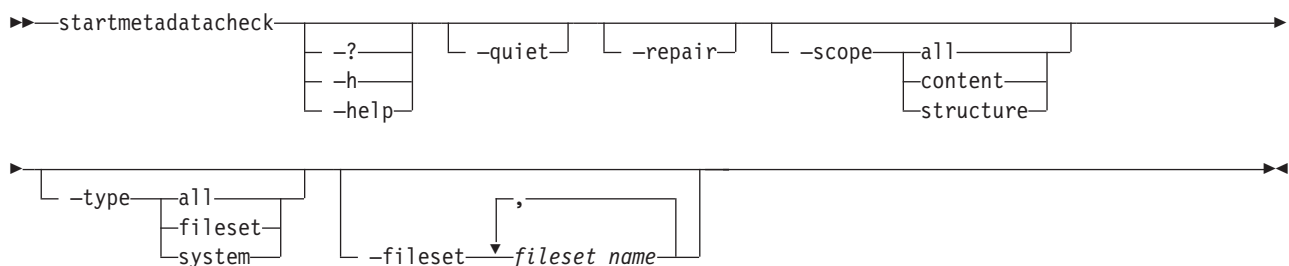 startmetadatacheck
–?
–h
–help
–quiet
–repair
–scope
all
content
structure
–type
all
fileset
system
–fileset
,
fileset name